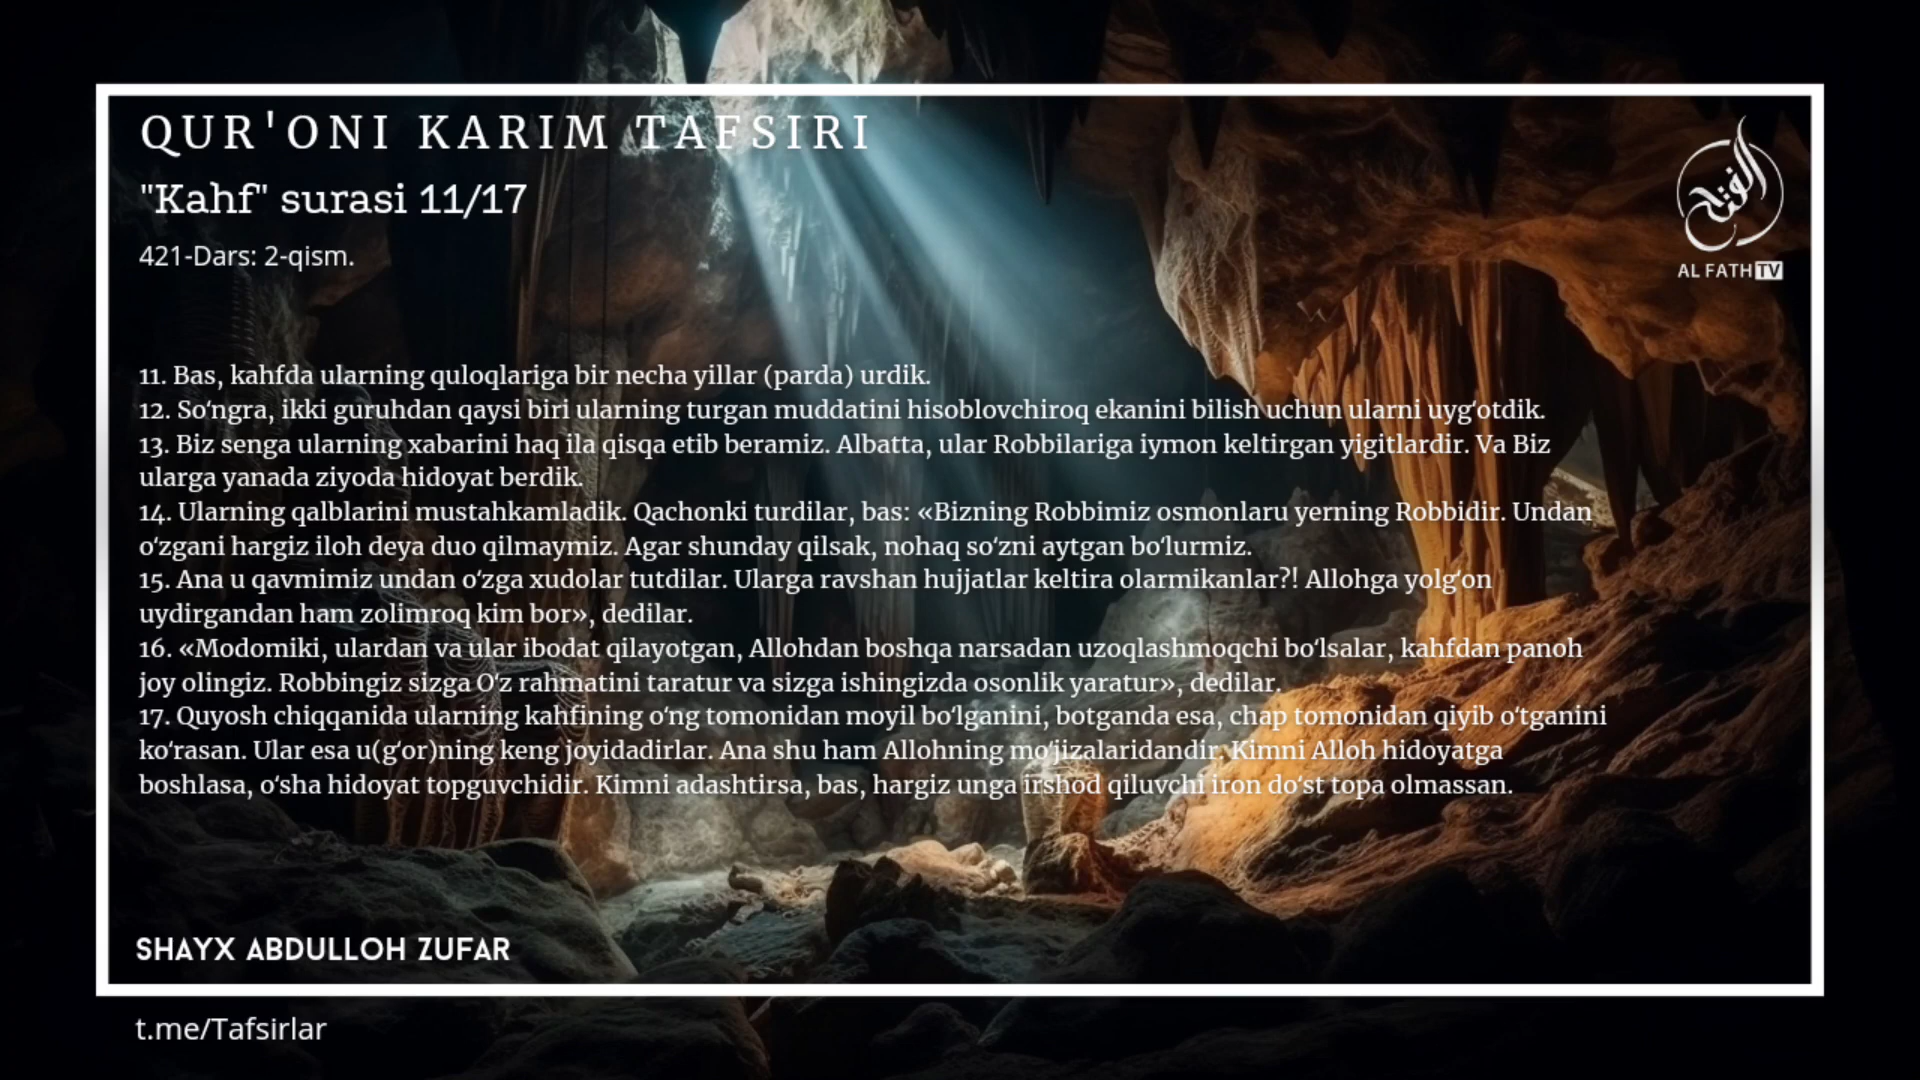 QUR'ONI KARIM TAFSIRI
"Kahf" surasi 11/17
421-Dars: 2-qism.
الفتح
AL FATH TV
11. Bas, kahfda ularning quloqlariga bir necha yillar (parda) urdik.
12. So‘ngra, ikki guruhdan qaysi biri ularning turgan muddatini hisoblovchiroq ekanini bilish uchun ularni uyg‘otdik.
13. Biz senga ularning xabarini haq ila qisqa etib beramiz. Albatta, ular Robbilariga iymon keltirgan yigitlardir. Va Biz
ularga yanada ziyoda hidoyat berdik.
14. Ularning qalblarini mustahkamladik. Qachonki turdilar, bas: «Bizning Robbimiz osmonlaru yerning Robbidir. Undan
o‘zgani hargiz iloh deya duo qilmaymiz. Agar shunday qilsak, nohaq so‘zni aytgan bo‘lurmiz.
15. Ana u qavmimiz undan o‘zga xudolar tutdilar. Ularga ravshan hujjatlar keltira olarmikanlar?! Allohga yolg‘on
uydirgandan ham zolimroq kim bor», dedilar.
16. «Modomiki, ulardan va ular ibodat qilayotgan, Allohdan boshqa narsadan uzoqlashmoqchi bo‘lsalar, kahfdan panoh
joy olingiz. Robbingiz sizga O‘z rahmatini taratur va sizga ishingizda osonlik yaratur», dedilar.
17. Quyosh chiqqanida ularning kahfining o‘ng tomonidan moyil bo‘lganini, botganda esa, chap tomonidan qiyib o‘tganini
ko‘rasan. Ular esa u(g‘or)ning keng joyidadirlar. Ana shu ham Allohning mo‘jizalaridandir. Kimni Alloh hidoyatga
boshlasa, o‘sha hidoyat topguvchidir. Kimni adashtirsa, bas, hargiz unga irshod qiluvchi iron do‘st topa olmassan.
SHAYX ABDULLOH ZUFAR
t.me/Tafsirlar